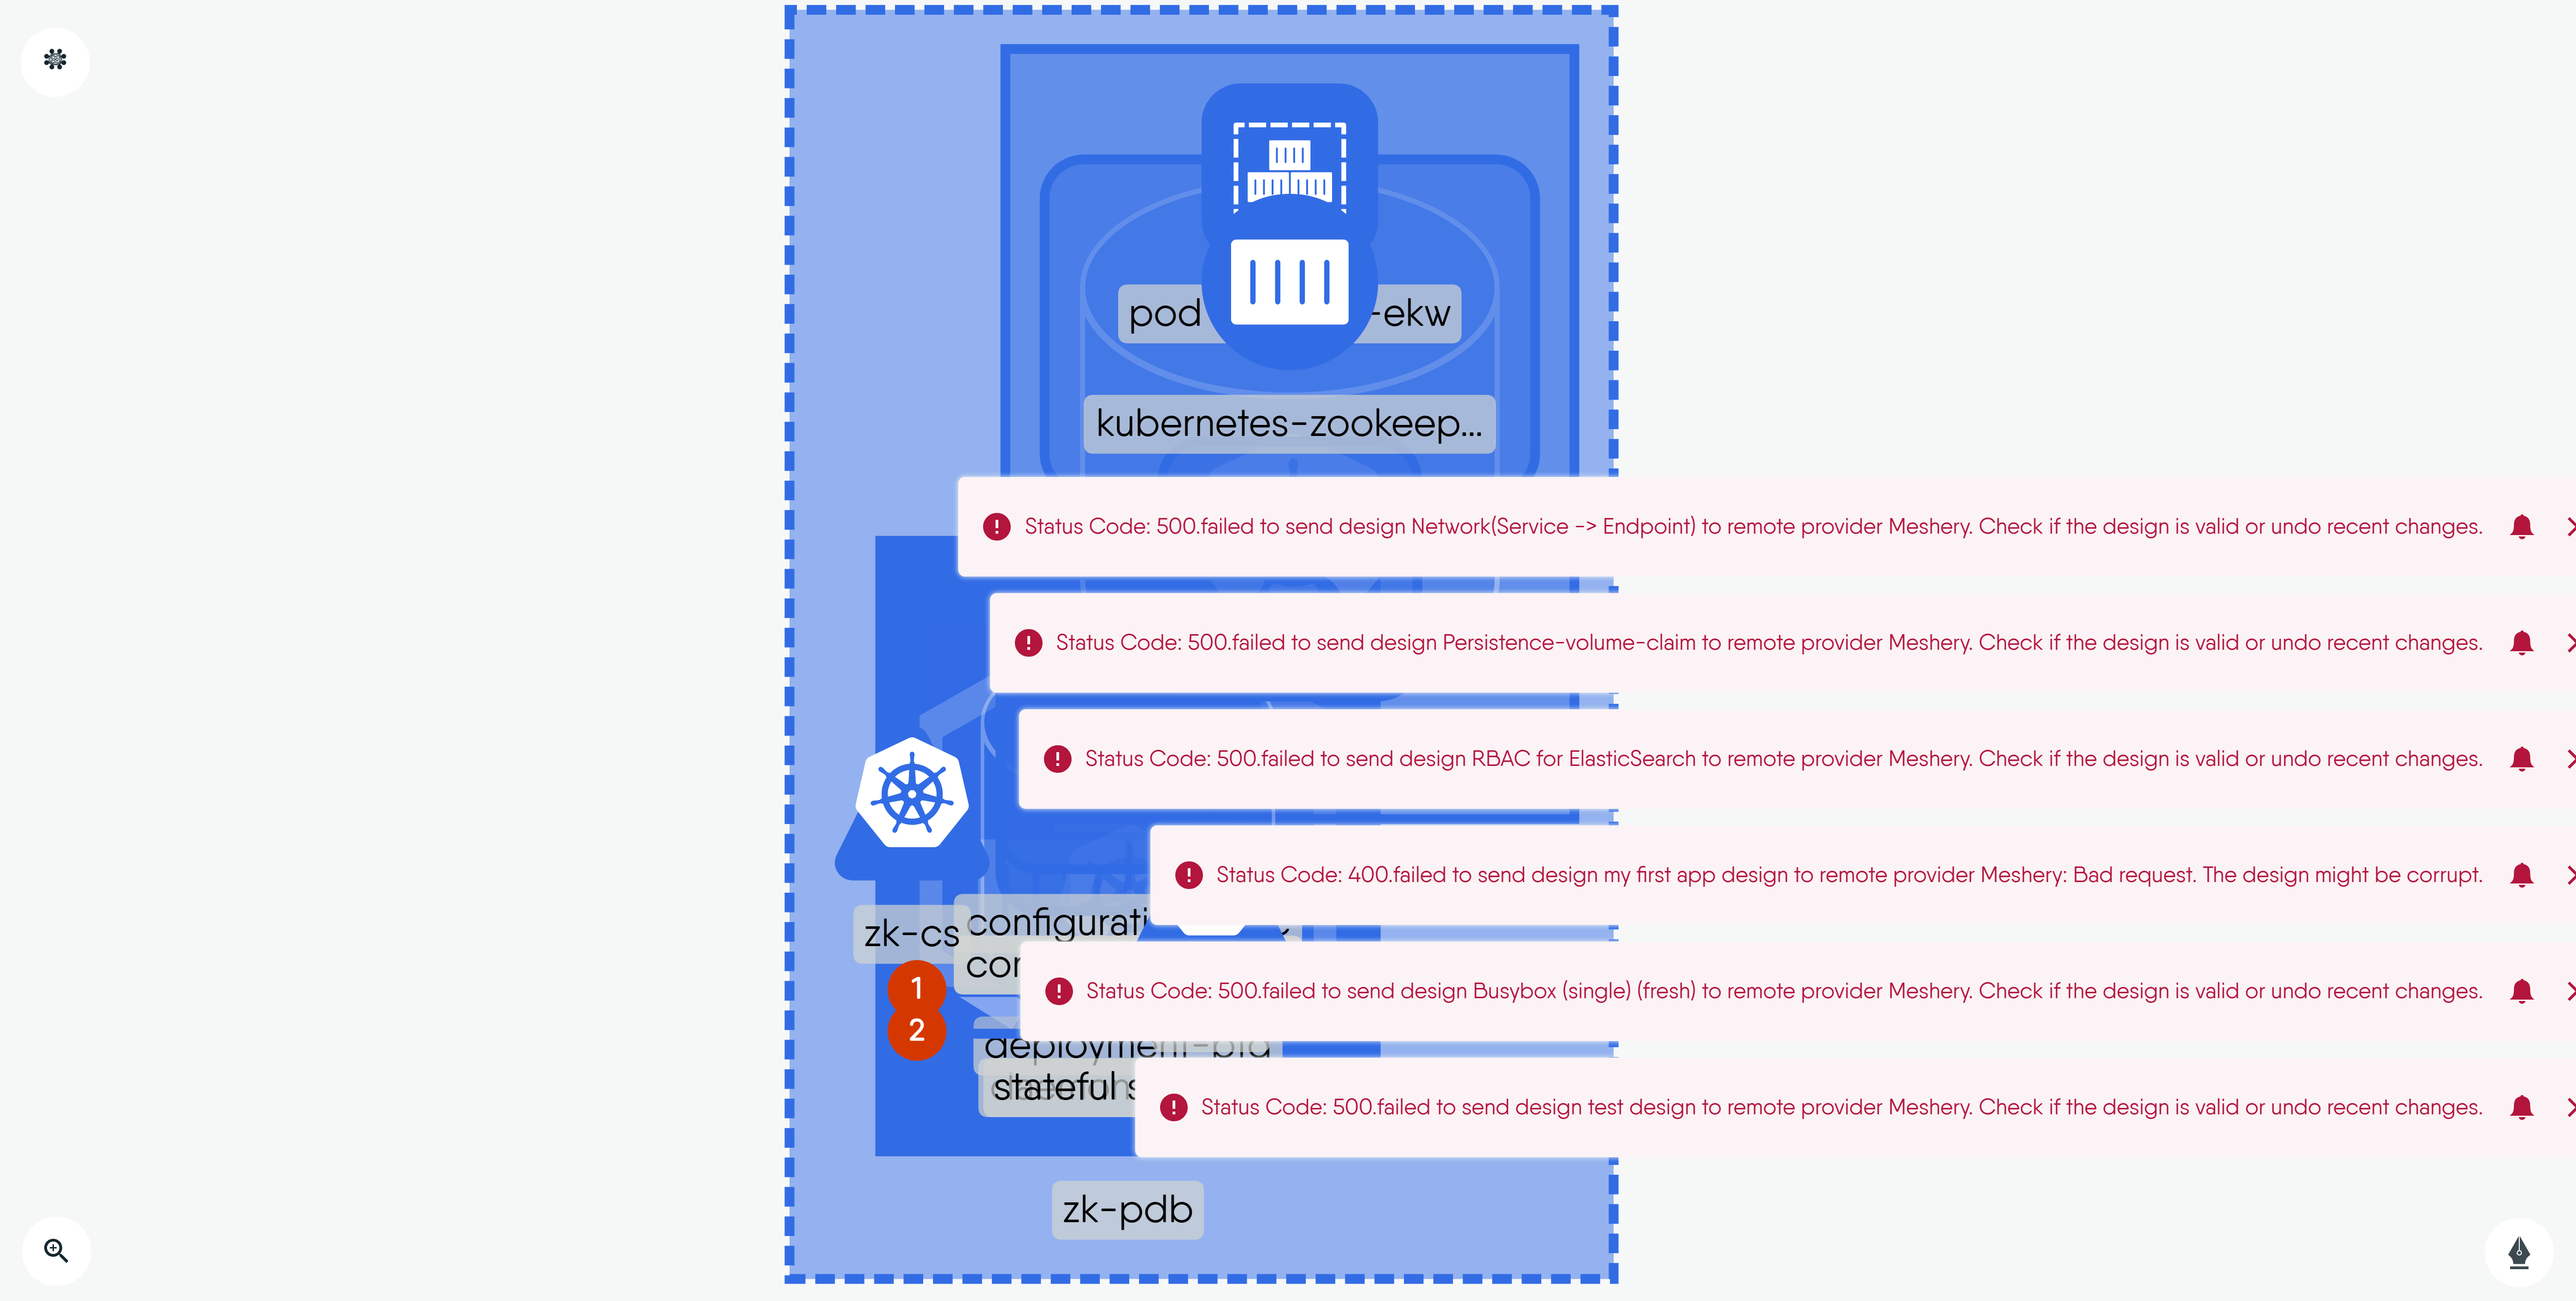 pod
-ekw
kubernetes-zookeep...
Status Code: 500.failed to send design Network(Service -> Endpoint) to remote provider Meshery. Check if the design is valid or undo recent changes.
Status Code: 500.failed to send design Persistence-volume-claim to remote provider Meshery. Check if the design is valid or undo recent changes.
Status Code: 500.failed to send design RBAC for ElasticSearch to remote provider Meshery. Check if the design is valid or undo recent changes.
Status Code: 400.failed to send design my first app design to remote provider Meshery: Bad request. The design might be corrupt.
zk-cs
configurati
Status Code: 500.failed to send design Busybox (single) (fresh) to remote provider Meshery. Check if the design is valid or undo recent changes.
1
2
Status Code: 500.failed to send design test design to remote provider Meshery. Check if the design is valid or undo recent changes.
statefuls
zk-pdb